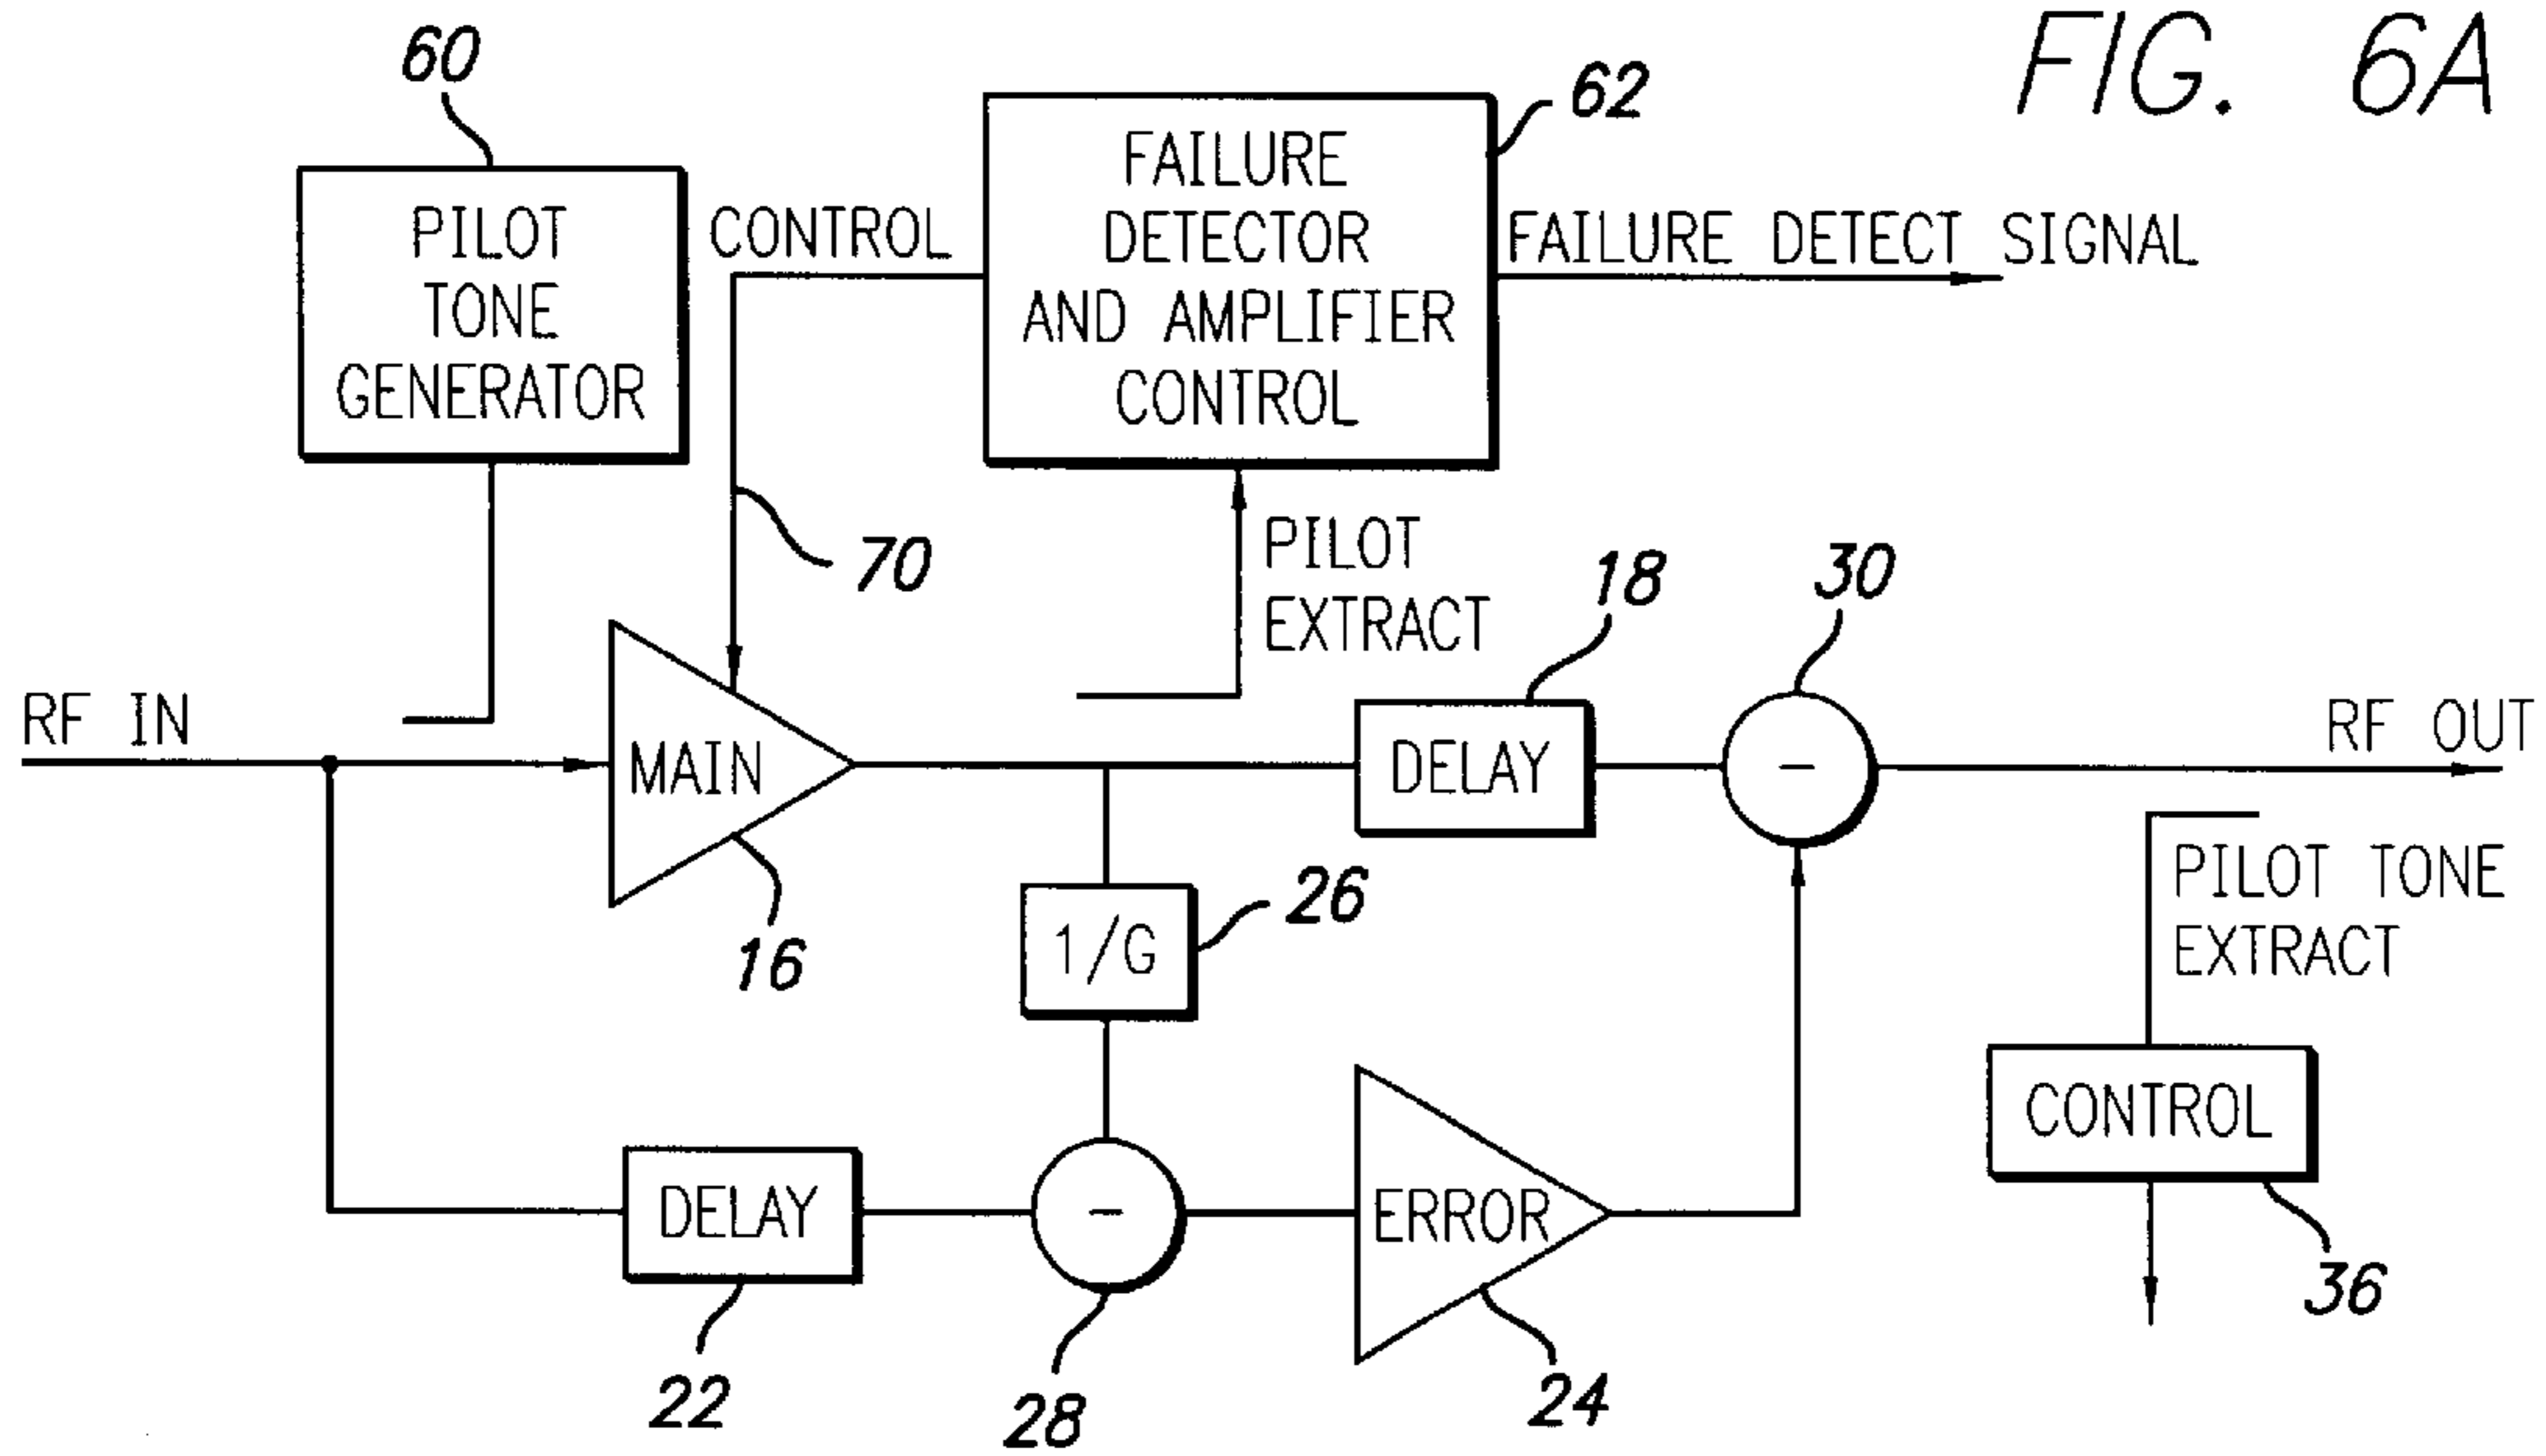 FIG. 6A
60
62
PILOT
TONE
GENERATOR
CONTROL
FAILURE
DETECTOR
AND AMPLIFIER
CONTROL
FAILURE DETECT SIGNAL
70
PILOT
EXTRACT
18
30
RF IN
MAIN
DELAY
-
RF OUT
16
1/G
26
PILOT TONE
EXTRACT
CONTROL
36
DELAY
-
ERROR
22
28
24